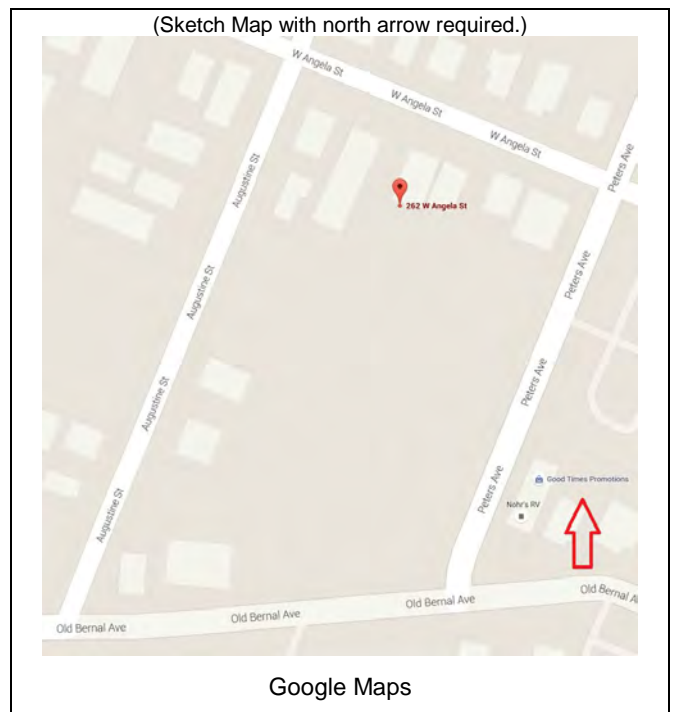 (Sketch Map with north arrow required.)
W Angela St
W Angela St
W Angela St
Peters Ave
Augustine St
262 W Angela St
Augustine St
Peters Ave
Peters Ave
Augustine St
Good Times Promotions
Peters Ave
Nohr's RV
Augustine St
Old Bernal Ave
Old Bernal Ave
Old Bernal Ave
Old Bernal A
Google Maps